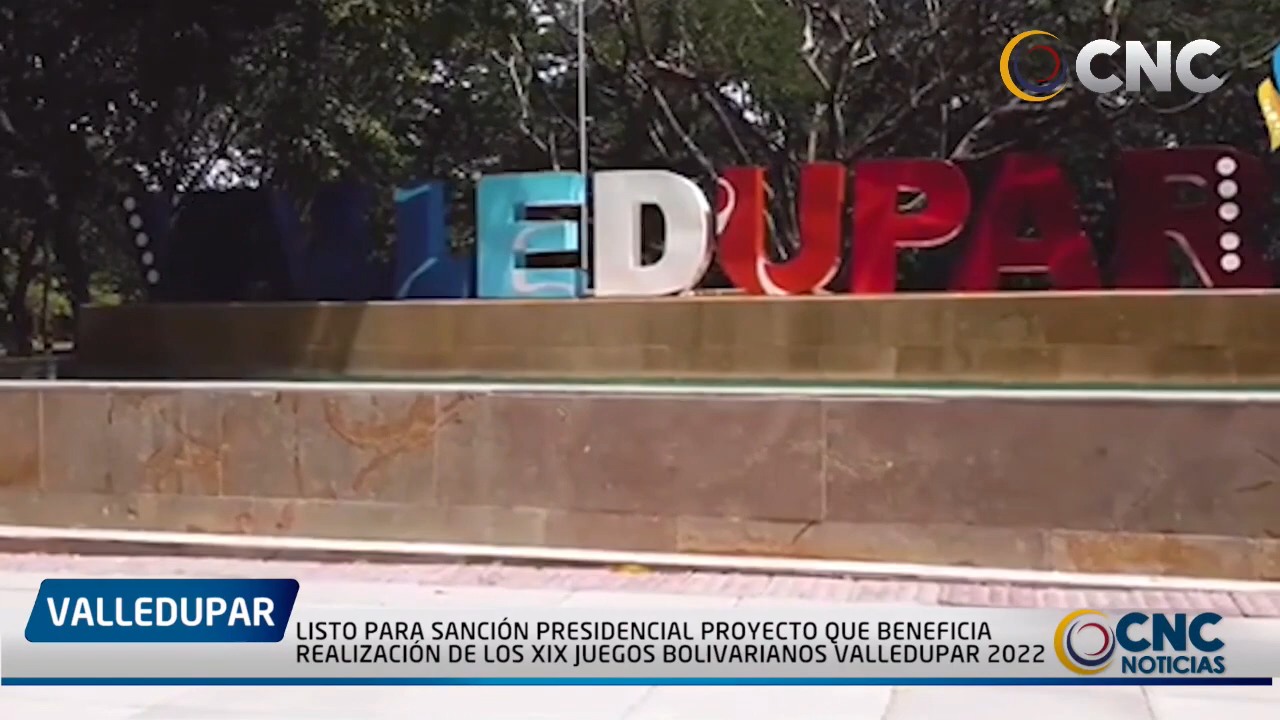 CNC
VALLEDUPAR
VALLEDUPAR
LISTO PARA SANCIÓN PRESIDENCIAL PROYECTO QUE BENEFICIA
REALIZACIÓN DE LOS XIX JUEGOS BOLIVARIANOS VALLEDUPAR 2022
CNC
NOTICIAS